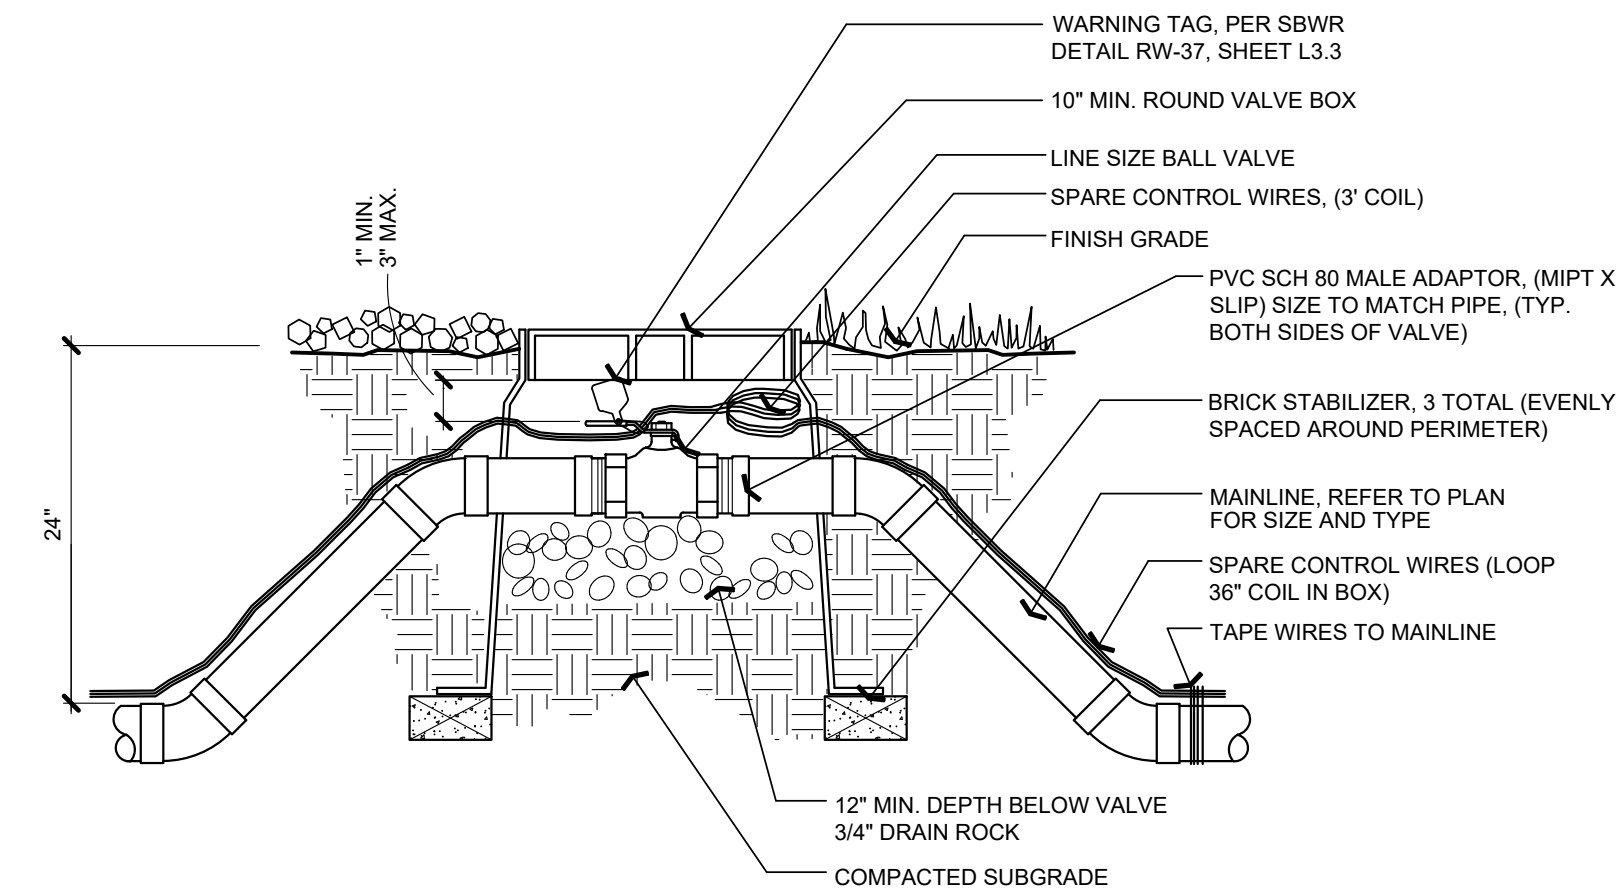 WARNING TAG, PER SBWR
DETAIL RW-37, SHEET L3.3
10" MIN. ROUND VALVE BOX
LINE SIZE BALL VALVE
SPARE CONTROL WIRES, (3' COIL)
FINISH GRADE
1" MIN.
3" MAX.
PVC SCH 80 MALE ADAPTOR, (MIPT X
SLIP) SIZE TO MATCH PIPE, (TYP.
BOTH SIDES OF VALVE)
BRICK STABILIZER, 3 TOTAL (EVENLY
SPACED AROUND PERIMETER)
24"
MAINLINE, REFER TO PLAN
FOR SIZE AND TYPE
SPARE CONTROL WIRES (LOOP
36" COIL IN BOX)
TAPE WIRES TO MAINLINE
12" MIN. DEPTH BELOW VALVE
3/4" DRAIN ROCK
COMPACTED SUBGRADE